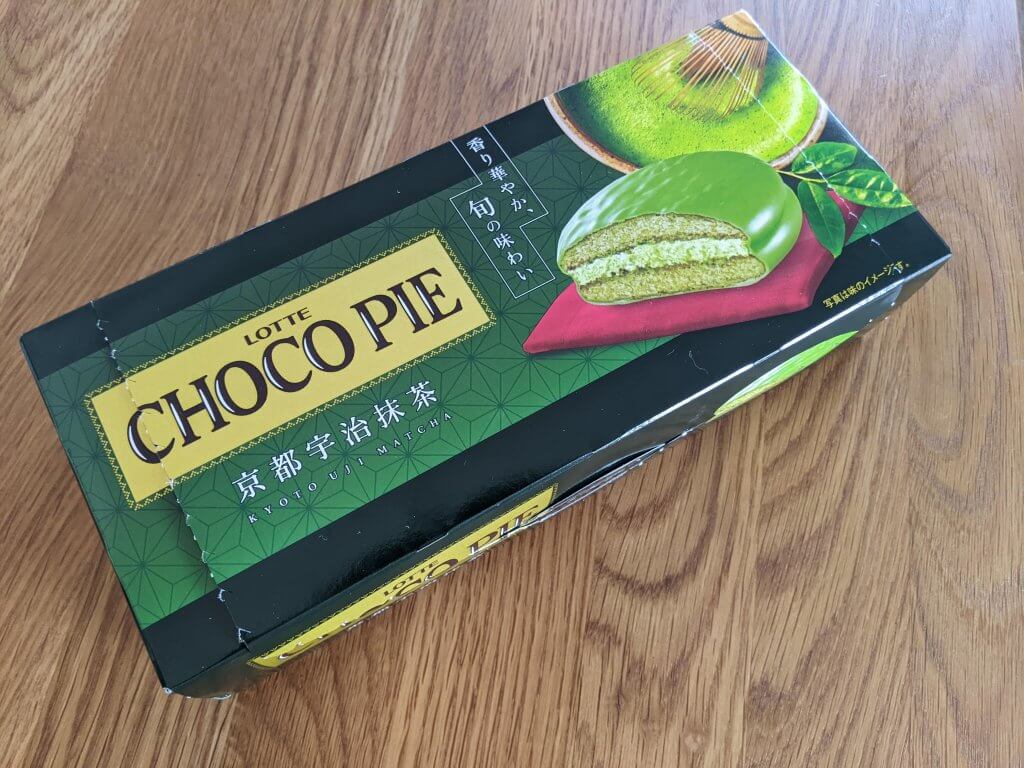 LOTTE
CHOCO PIE
京都宇治抹茶
KYOTO UJI MATCHA
香り華やか、
旬の味わい
写真は味のイメージです。
LOTTE
CHOCO PIE